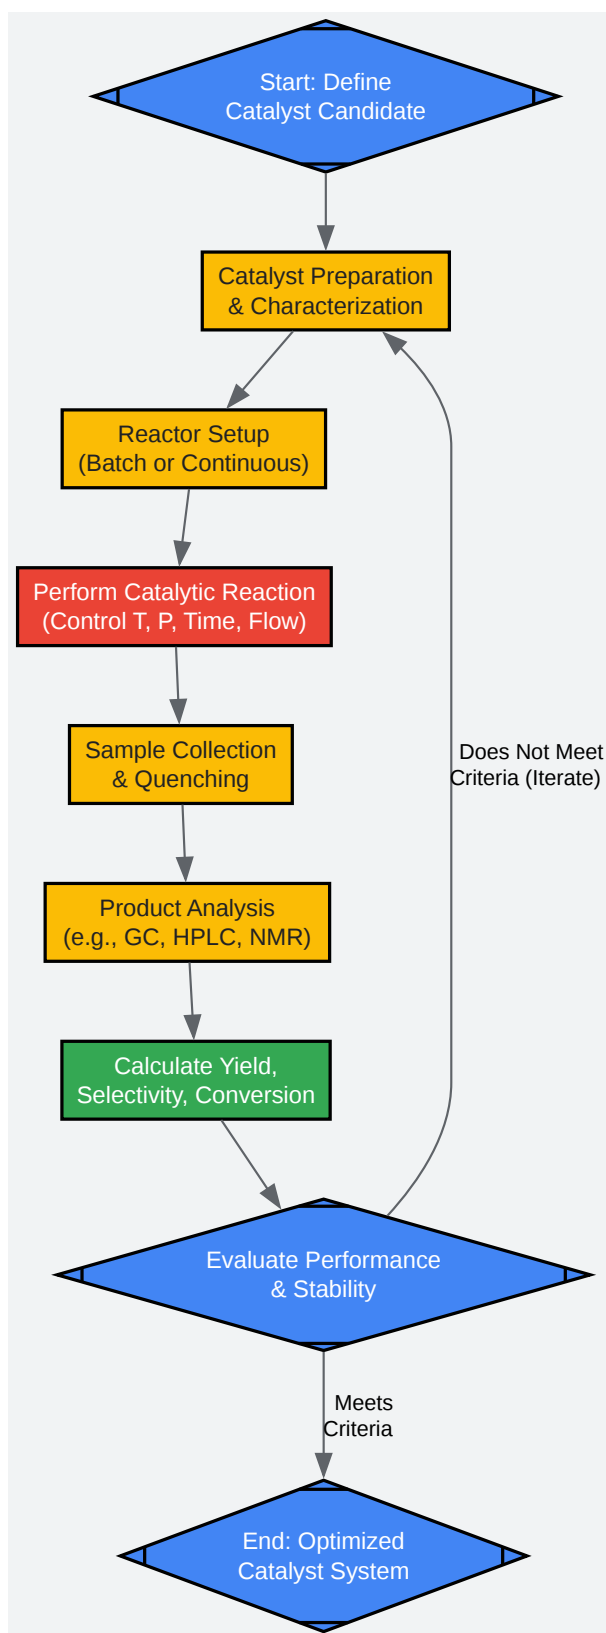 Start: Define
Catalyst Candidate
Catalyst Preparation
& Characterization
Reactor Setup
(Batch or Continuous)
Perform Catalytic Reaction
(Control T, P, Time, Flow)
Sample Collection
& Quenching
Does Not Meet
Criteria (Iterate)
Product Analysis
(e.g., GC, HPLC, NMR)
Calculate Yield,
Selectivity, Conversion
Evaluate Performance
& Stability
Meets
Criteria
End: Optimized
Catalyst System